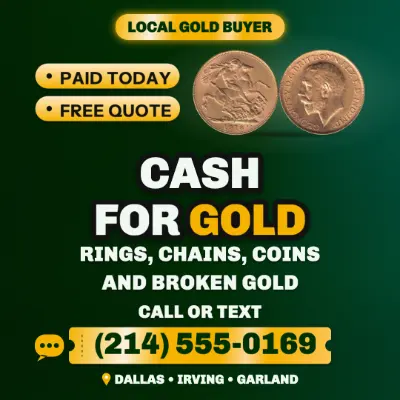 LOCAL GOLD BUYER
• PAID TODAY
• FREE QUOTE
CASH
FOR GOLD
RINGS, CHAINS, COINS
AND BROKEN GOLD
CALL OR TEXT
(214) 555-0169
DALLAS • IRVING • GARLAND